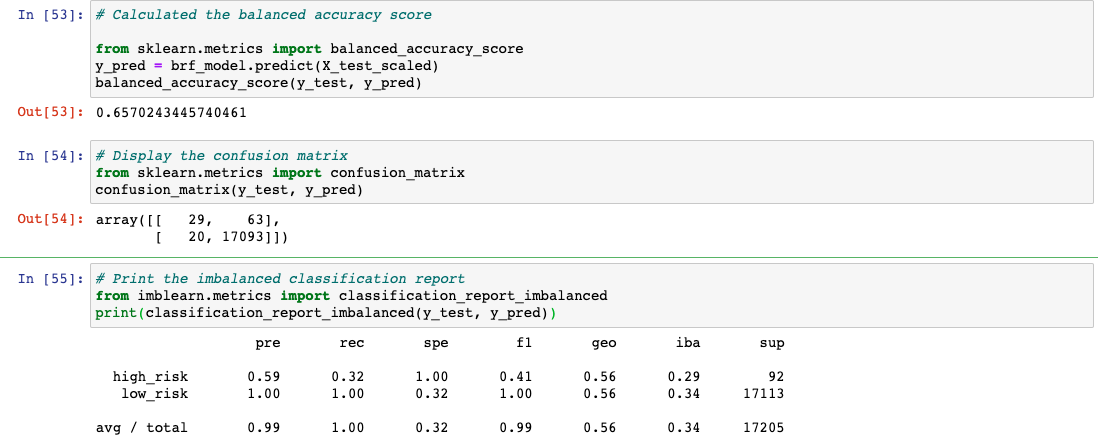 In [53]: # Calculated the balanced accuracy score
from sklearn.metrics import balanced_accuracy_score
y_pred = brf_model.predict(X_test_scaled)
balanced_accuracy_score(y_test, y_pred)
Out[53]: 0.6570243445740461
In [54]: # Display the confusion matrix
from sklearn.metrics import confusion_matrix
confusion_matrix(y_test, y_pred)
Out[54]: array([[   29,    63],
       [   20, 17093]])
In [55]: # Print the imbalanced classification report
from imblearn.metrics import classification_report_imbalanced
print(classification_report_imbalanced(y_test, y_pred))
pre rec spe f1 geo iba sup
high_risk 0.59 0.32 1.00 0.41 0.56 0.29 92
low_risk 1.00 1.00 0.32 1.00 0.56 0.34 17113
avg / total 0.99 1.00 0.32 0.99 0.56 0.34 17205